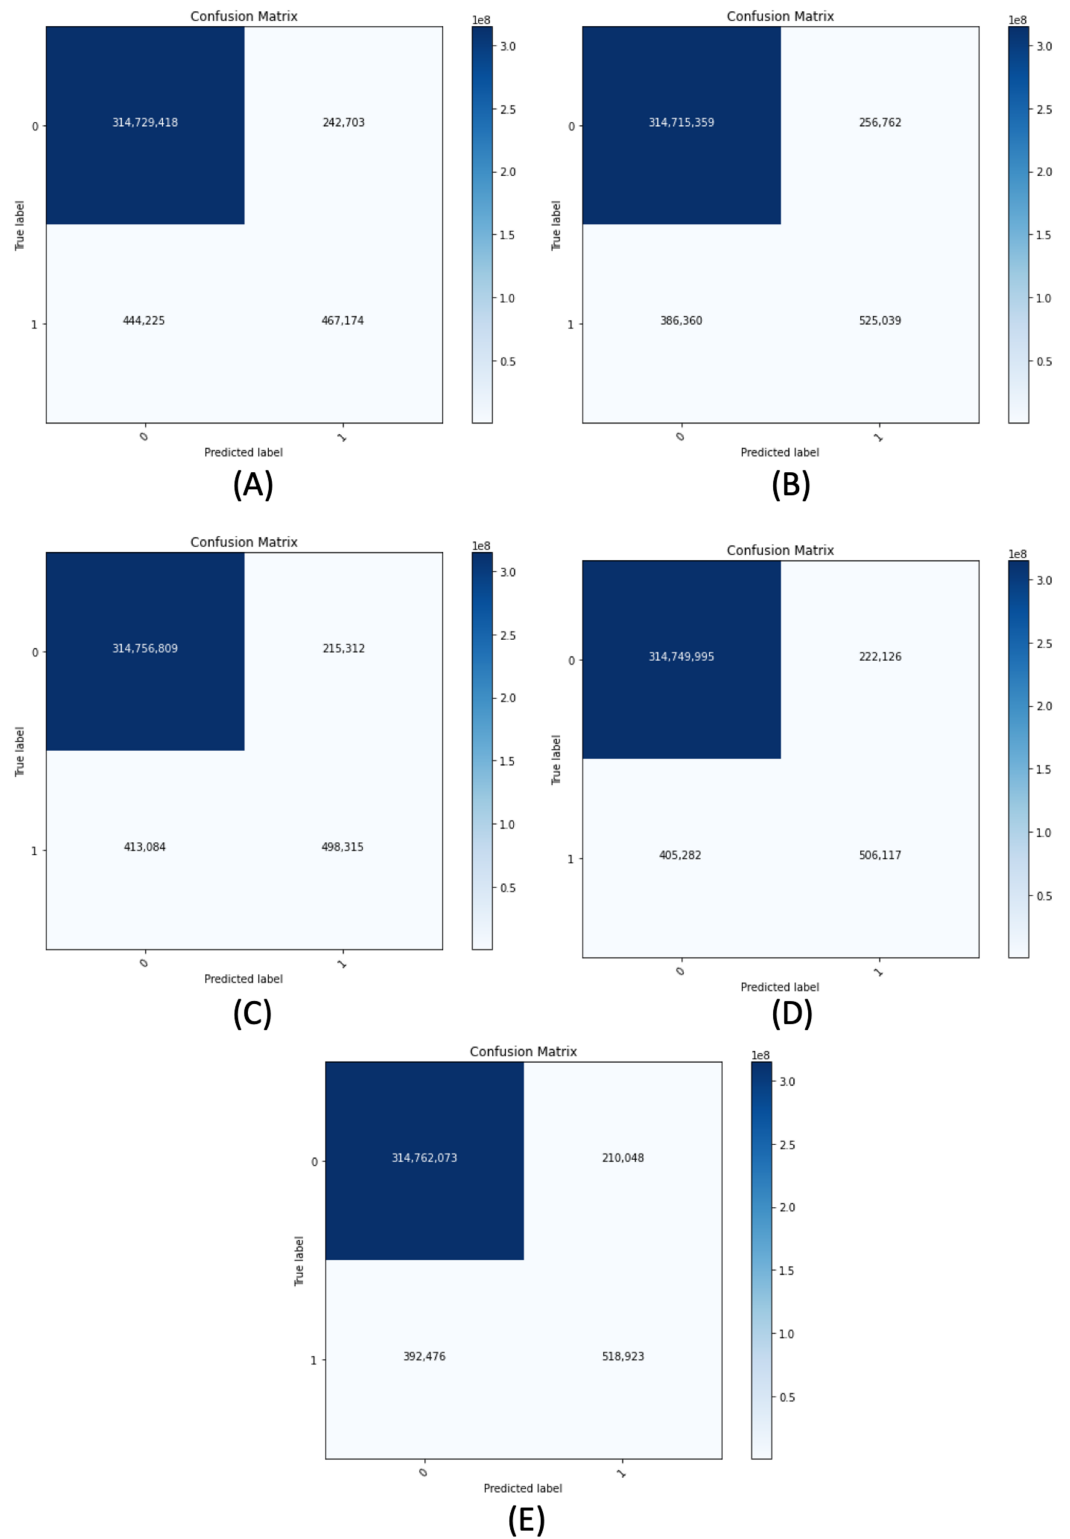 Confusion Matrix
1e8
314,729,418 242,703
444,225 467,174
0
1
True label
0 1
Predicted label
3.0
2.5
2.0
1.5
1.0
0.5
(A)
Confusion Matrix
1e8
314,715,359 256,762
386,360 525,039
0
1
True label
0 1
Predicted label
3.0
2.5
2.0
1.5
1.0
0.5
(B)
Confusion Matrix
1e8
314,756,809 215,312
413,084 498,315
0
1
True label
0 1
Predicted label
3.0
2.5
2.0
1.5
1.0
0.5
(C)
Confusion Matrix
1e8
314,749,995 222,126
405,282 506,117
0
1
True label
0 1
Predicted label
3.0
2.5
2.0
1.5
1.0
0.5
(D)
Confusion Matrix
1e8
314,762,073 210,048
392,476 518,923
0
1
True label
0 1
Predicted label
3.0
2.5
2.0
1.5
1.0
0.5
(E)